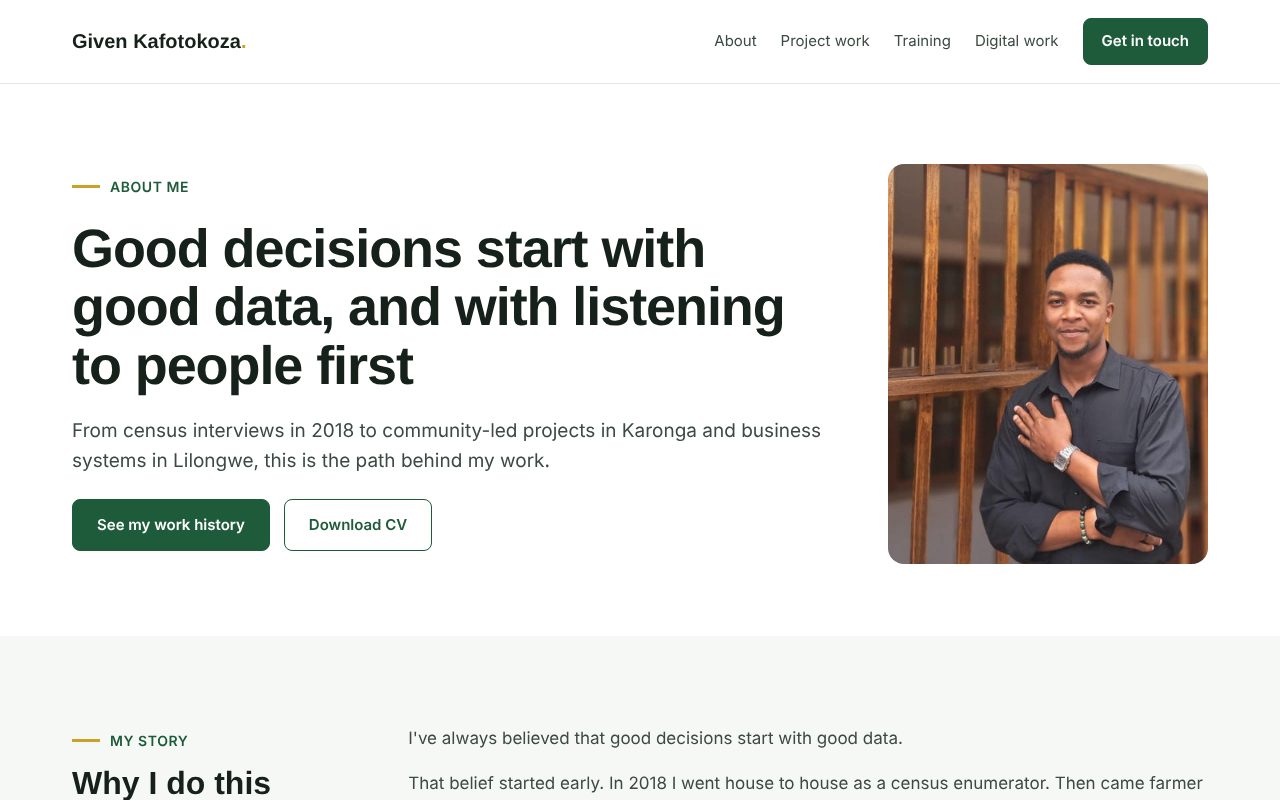 Given Kafotokoza.
About
Project work
Training
Digital work
Get in touch
ABOUT ME
Good decisions start with
good data, and with listening
to people first
From census interviews in 2018 to community-led projects in Karonga and business
systems in Lilongwe, this is the path behind my work.
See my work history
Download CV
MY STORY
Why I do this
I've always believed that good decisions start with good data.
That belief started early. In 2018 I went house to house as a census enumerator. Then came farmer